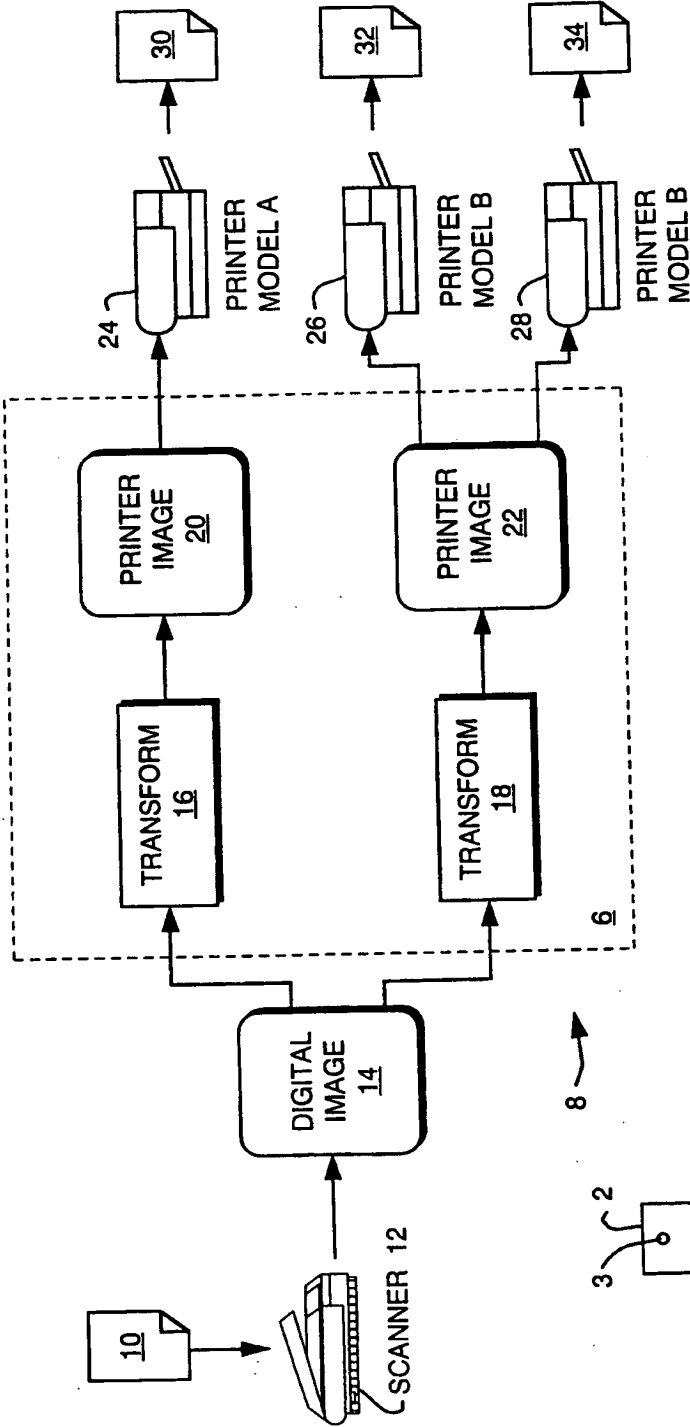 10
SCANNER 12
DIGITAL
IMAGE
14
TRANSFORM
16
PRINTER
IMAGE
20
24
PRINTER
MODEL A
30
TRANSFORM
18
PRINTER
IMAGE
22
26
PRINTER
MODEL B
32
28
PRINTER
MODEL B
34
6
8
3
2